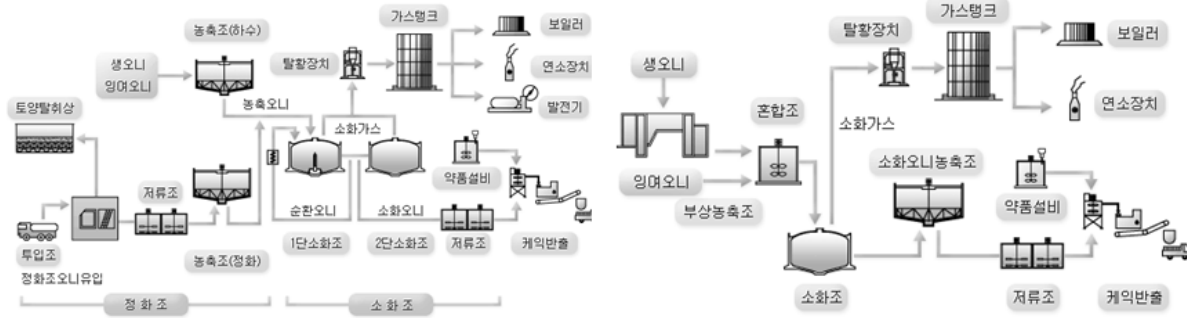 농축조(하수)
생오니
잉여오니
토양탈취상
농축오니
탈황장치
가스탱크
보일러
연소장치
발전기
소화가스
저류조
약품설비
순환오니
소화오니
투입조
정화조오니유입
농축조(정화)
1단소화조
2단소화조
저류조
케익반출
정 화 조
소 화 조
생오니
잉여오니
부상농축조
혼합조
탈황장치
가스탱크
보일러
연소장치
소화가스
소화오니농축조
약품설비
소화조
저류조
케익반출